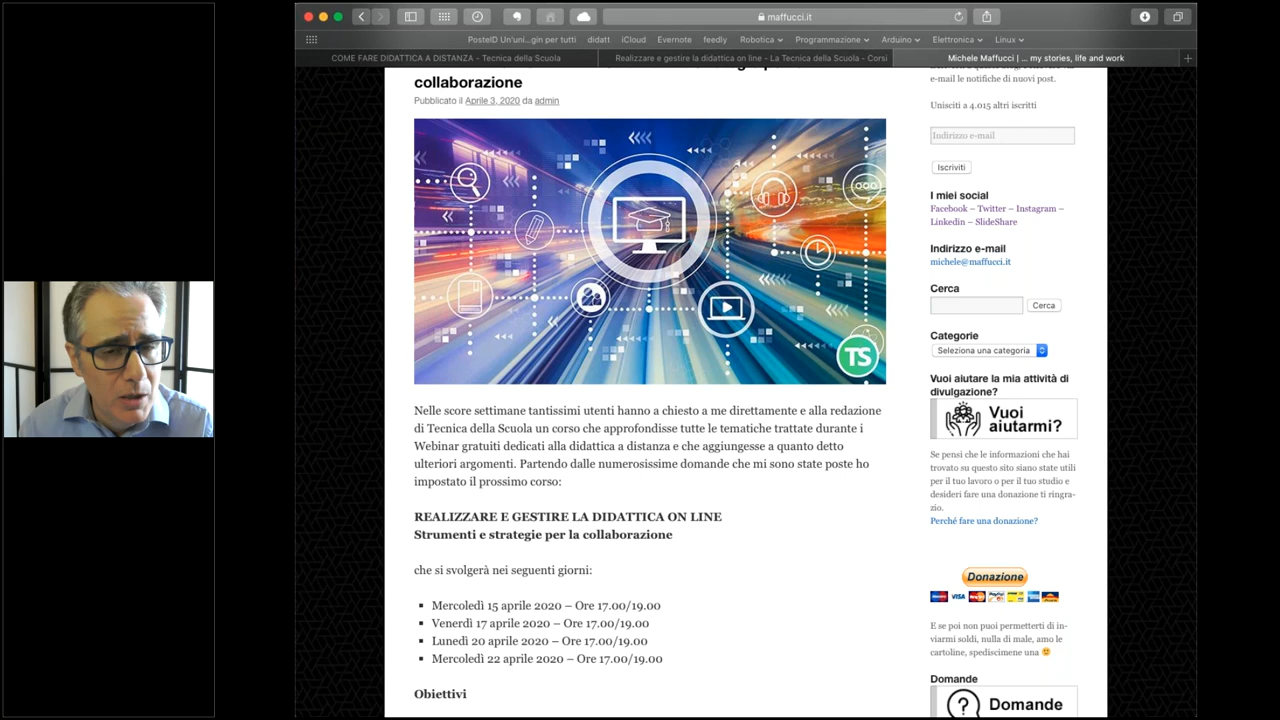 maffucci.it
PosteID Un'uni...gin per tutti didatt iCloud Evernote feedly Robotica Programmazione Arduino Elettronica Linux
COME FARE DIDATTICA A DISTANZA - Tecnica della Scuola
Realizzare e gestire la didattica on line - La Tecnica della Scuola - Corsi
Michele Maffucci | ... my stories, life and work
collaborazione
Pubblicato il Aprile 3, 2020 da admin
TS
Nelle score settimane tantissimi utenti hanno a chiesto a me direttamente e alla redazione
di Tecnica della Scuola un corso che approfondisse tutte le tematiche trattate durante i
Webinar gratuiti dedicati alla didattica a distanza e che aggiungesse a quanto detto
ulteriori argomenti. Partendo dalle numerosissime domande che mi sono state poste ho
impostato il prossimo corso:
REALIZZARE E GESTIRE LA DIDATTICA ON LINE
Strumenti e strategie per la collaborazione
che si svolgerà nei seguenti giorni:
Mercoledì 15 aprile 2020 – Ore 17.00/19.00
Venerdì 17 aprile 2020 – Ore 17.00/19.00
Lunedì 20 aprile 2020 – Ore 17.00/19.00
Mercoledì 22 aprile 2020 – Ore 17.00/19.00
Obiettivi
e-mail le notifiche di nuovi post.
Unisciti a 4.015 altri iscritti
Indirizzo e-mail
Iscriviti
I miei social
Facebook – Twitter – Instagram –
Linkedin – SlideShare
Indirizzo e-mail
michele@maffucci.it
Cerca
Cerca
Categorie
Seleziona una categoria
Vuoi aiutare la mia attività di
divulgazione?
Vuoi
aiutarmi?
Se pensi che le informazioni che hai
trovato su questo sito siano state utili
per il tuo lavoro o per il tuo studio e
desideri fare una donazione ti ringra-
zio.
Perché fare una donazione?
Donazione
VISA
E se poi non puoi permetterti di in-
viarmi soldi, nulla di male, amo le
cartoline, spediscimene una
Domande
Domande